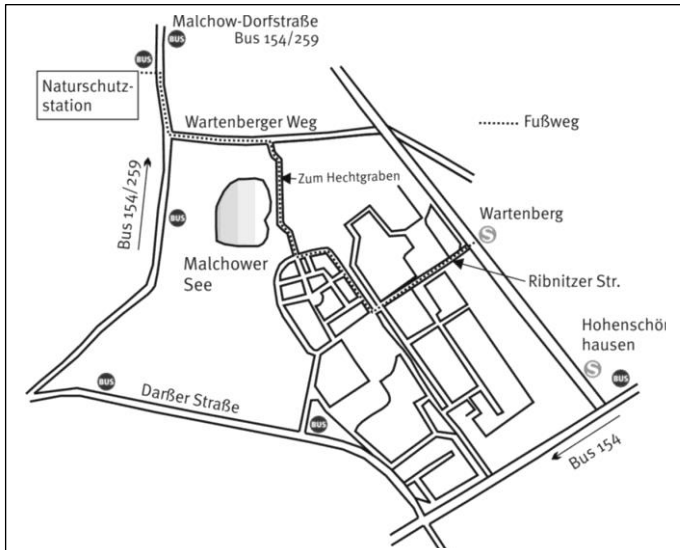 Malchow-Dorfstraße
Bus 154/259
BUS
BUS
Naturschutz-
station
Wartenberger Weg
Fußweg
Zum Hechtgraben
Bus 154/259
BUS
Wartenberg
S
Malchower
See
Ribnitzer Str.
Hohenschön
hausen
S
BUS
BUS
Darßer Straße
BUS
Bus 154